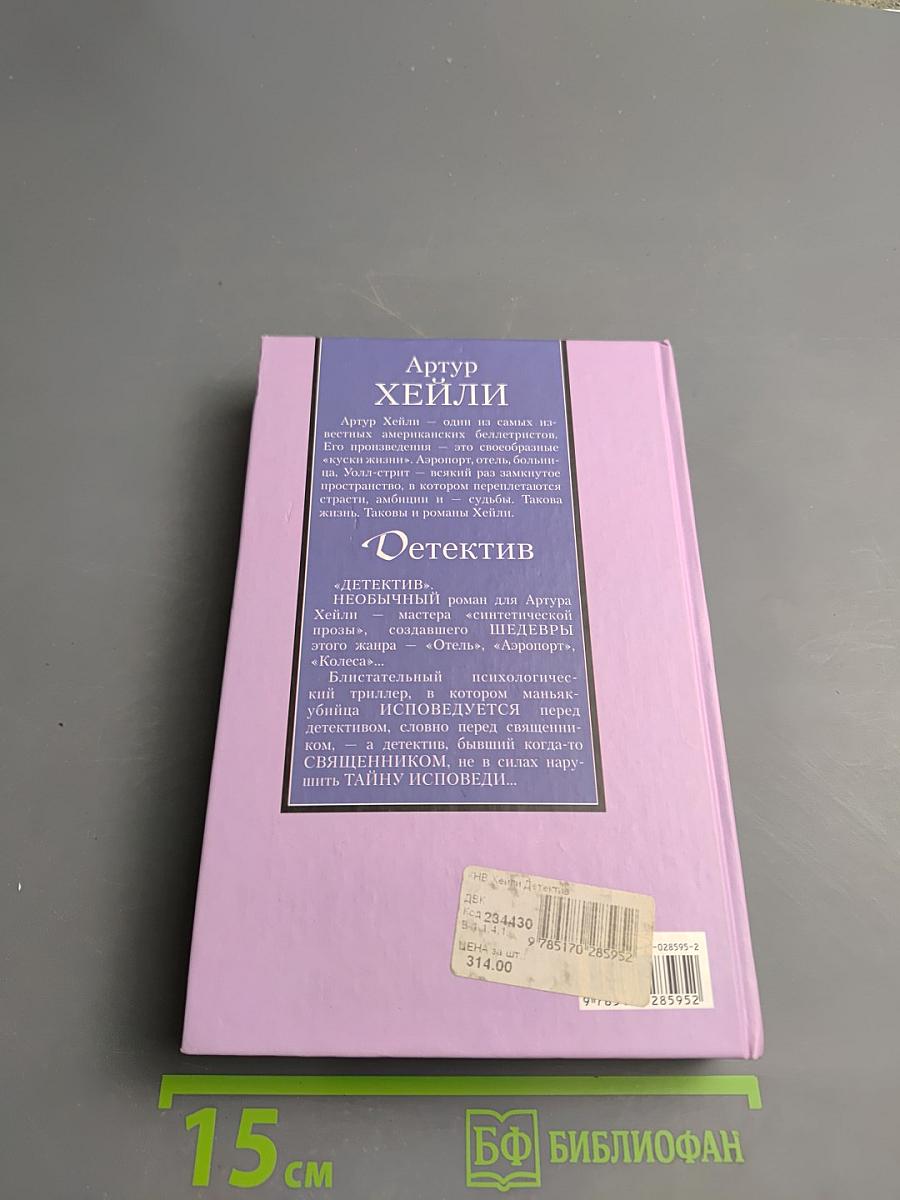 Артур
ХЕЙЛИ
Артур Хейли — один из самых из-
вестных американских беллетристов.
Его произведения — это своеобразные
«куски жизни». Аэропорт, отель, больни-
ца, Уолл-стрит — всякий раз замкнутое
пространство, в котором переплетаются
страсти, амбиции и — судьбы. Такова
жизнь. Таковы и романы Хейли.
Детектив
«ДЕТЕКТИВ».
НЕОБЫЧНЫЙ роман для Артура
Хейли — мастера «синтетической
прозы», создавшего ШЕДЕВРЫ
этого жанра — «Отель», «Аэропорт»,
«Колеса»...
Блистательный психологичес-
кий триллер, в котором маньяк-
убийца ИСПОВЕДУЕТСЯ перед
детективом, словно перед священни-
ком, — а детектив, бывший когда-то
СВЯЩЕННИКОМ, не в силах нару-
шить ТАЙНУ ИСПОВЕДИ...
НВ Хейли Детектив
ДВК
Код 234430
9 785170 285952
ЦЕНА за шт
314.00
-028595-2
285952
15 см
БФ БИБЛИОФАН